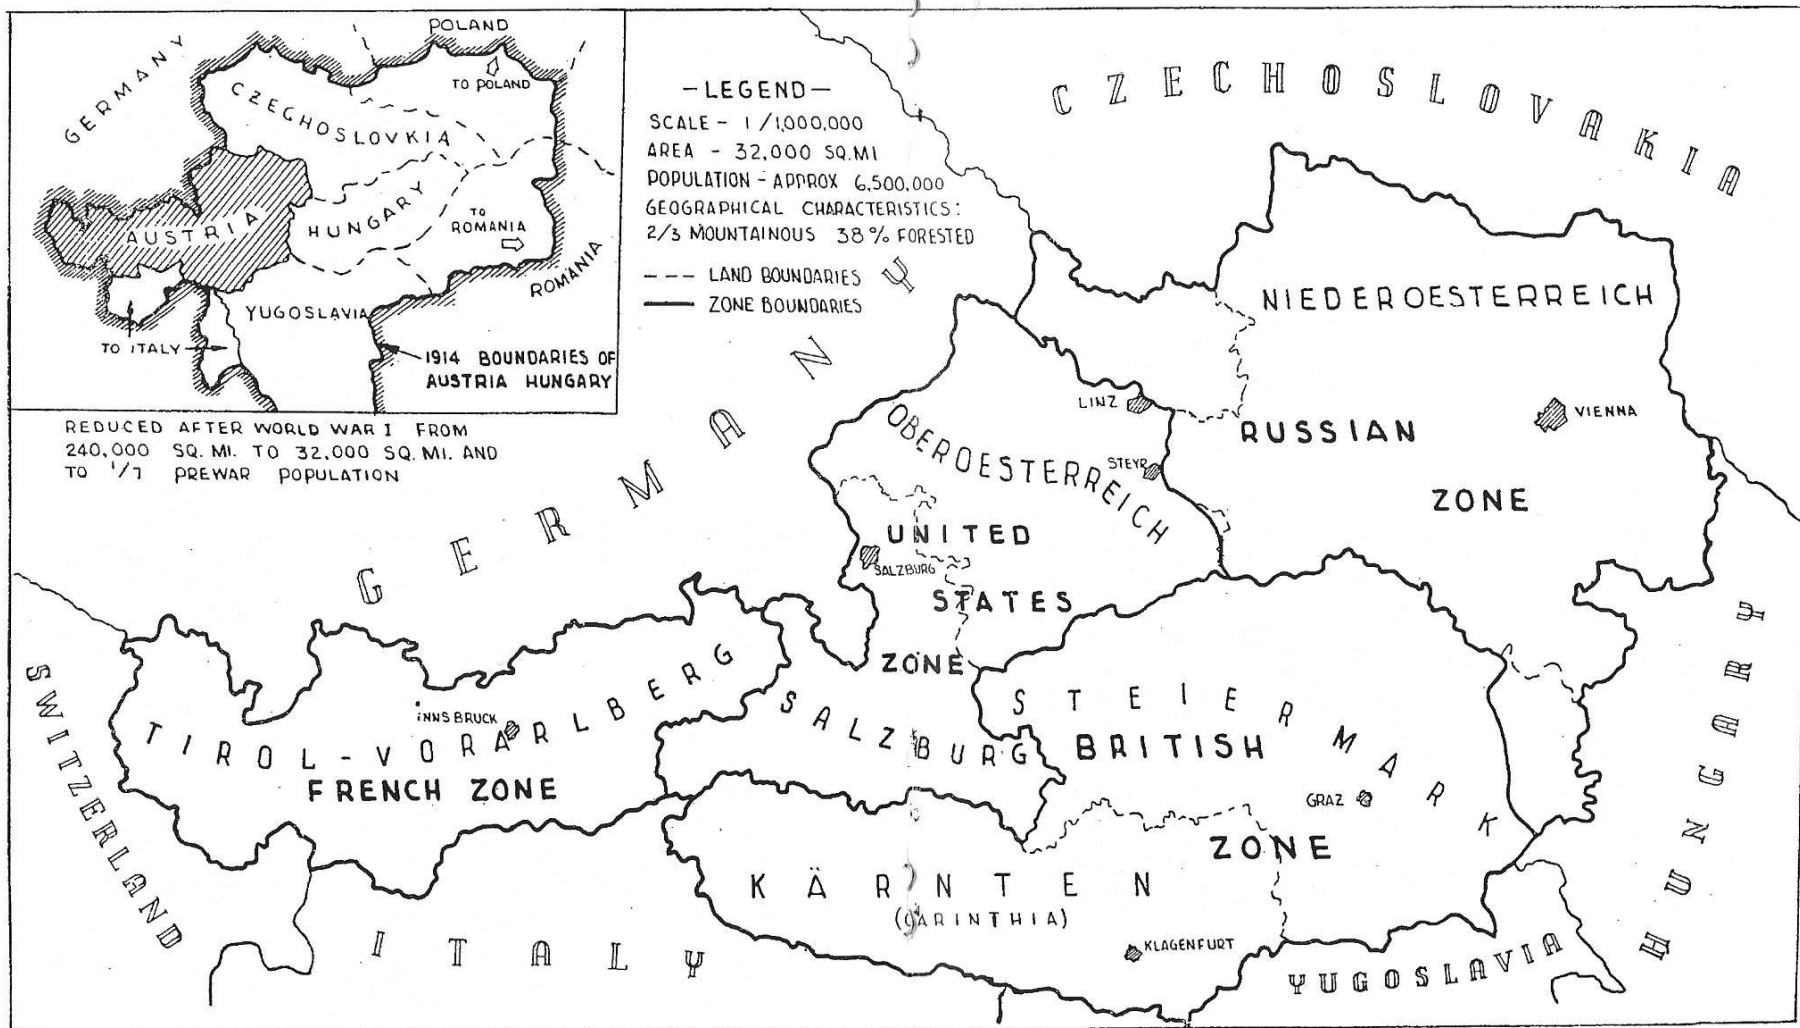 POLAND
GERMANY
TO POLAND
CZECHOSLOVKIA
AUSTRIA
HUNGARY
TO
ROMANIA
ROMANIA
YUGOSLAVIA
TO ITALY
1914 BOUNDARIES OF
AUSTRIA HUNGARY
REDUCED AFTER WORLD WAR I FROM
240,000 SQ. MI. TO 32,000 SQ. MI. AND
TO 1/7 PREWAR POPULATION
-LEGEND-
SCALE - 1/1,000,000
AREA - 32,000 SQ.MI
POPULATION - APPROX 6,500,000
GEOGRAPHICAL CHARACTERISTICS:
2/3 MOUNTAINOUS 38% FORESTED
--- LAND BOUNDARIES
— ZONE BOUNDARIES
CZECHOSLOVAKIA
GERMANY
NIEDEROESTERREICH
LINZ
VIENNA
RUSSIAN
ZONE
OBEROESTERREICH
STEYR
UNITED
SALZBURG
STATES
ZONE
SWITZERLAND
TIROL-VORARLBERG
INNSBRUCK
FRENCH ZONE
SALZBURG
STEIERMARK
BRITISH
GRAZ
ZONE
KÄRNTEN
(CARINTHIA)
KLAGENFURT
ITALY
YUGOSLAVIA
HUNGARY